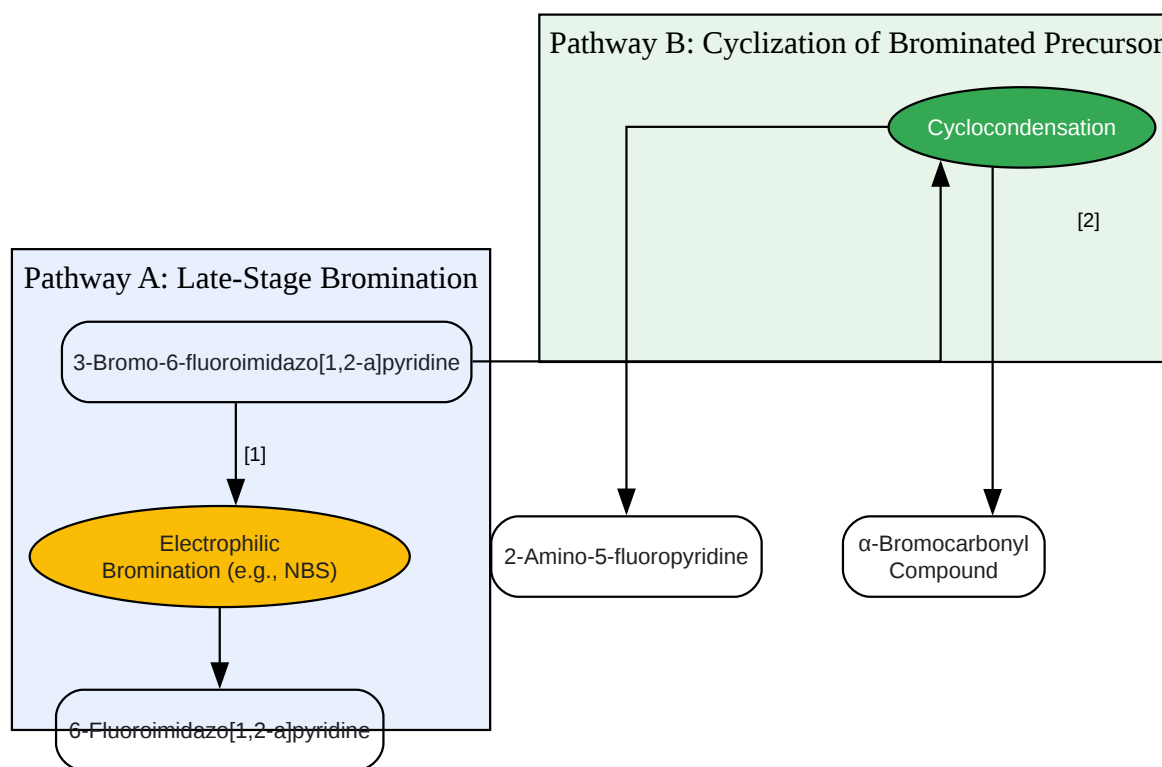 Pathway B: Cyclization of Brominated Precursor
Cyclocondensation
[2]
Pathway A: Late-Stage Bromination
3-Bromo-6-fluoroimidazo[1,2-a]pyridine
[1]
Electrophilic
Bromination (e.g., NBS)
2-Amino-5-fluoropyridine
α-Bromocarbonyl
Compound
6-Fluoroimidazo[1,2-a]pyridine